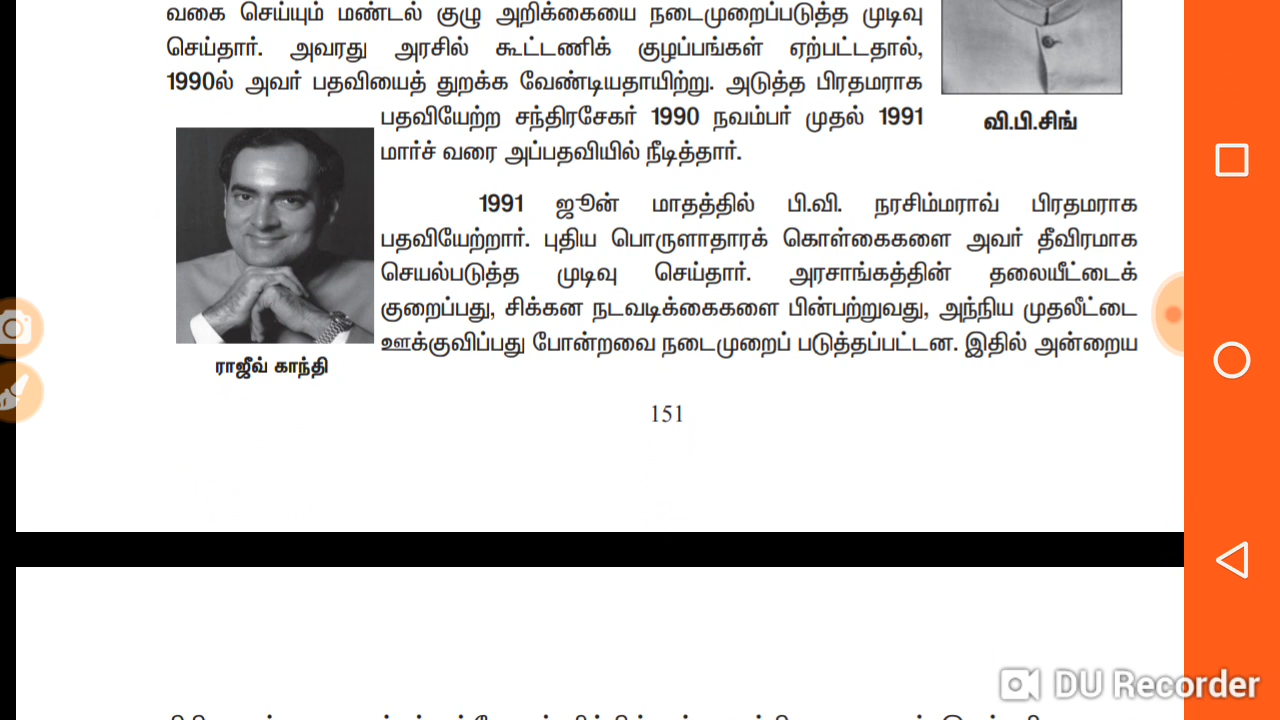 வகை செய்யும் மண்டல் குழு அறிக்கையை நடைமுறைப்படுத்த முடிவு
செய்தார். அவரது அரசில் கூட்டணிக் குழப்பங்கள் ஏற்பட்டதால்,
1990ல் அவர் பதவியைத் துறக்க வேண்டியதாயிற்று. அடுத்த பிரதமராக
பதவியேற்ற சந்திரசேகர் 1990 நவம்பர் முதல் 1991
மார்ச் வரை அப்பதவியில் நீடித்தார்.
வி.பி.சிங்
1991 ஜூன் மாதத்தில் பி.வி. நரசிம்மராவ் பிரதமராக
பதவியேற்றார். புதிய பொருளாதாரக் கொள்கைகளை அவர் தீவிரமாக
செயல்படுத்த முடிவு செய்தார். அரசாங்கத்தின் தலையீட்டைக்
குறைப்பது, சிக்கன நடவடிக்கைகளை பின்பற்றுவது, அந்நிய முதலீட்டை
ஊக்குவிப்பது போன்றவை நடைமுறைப் படுத்தப்பட்டன. இதில் அன்றைய
ராஜீவ் காந்தி
151
DU Recorder